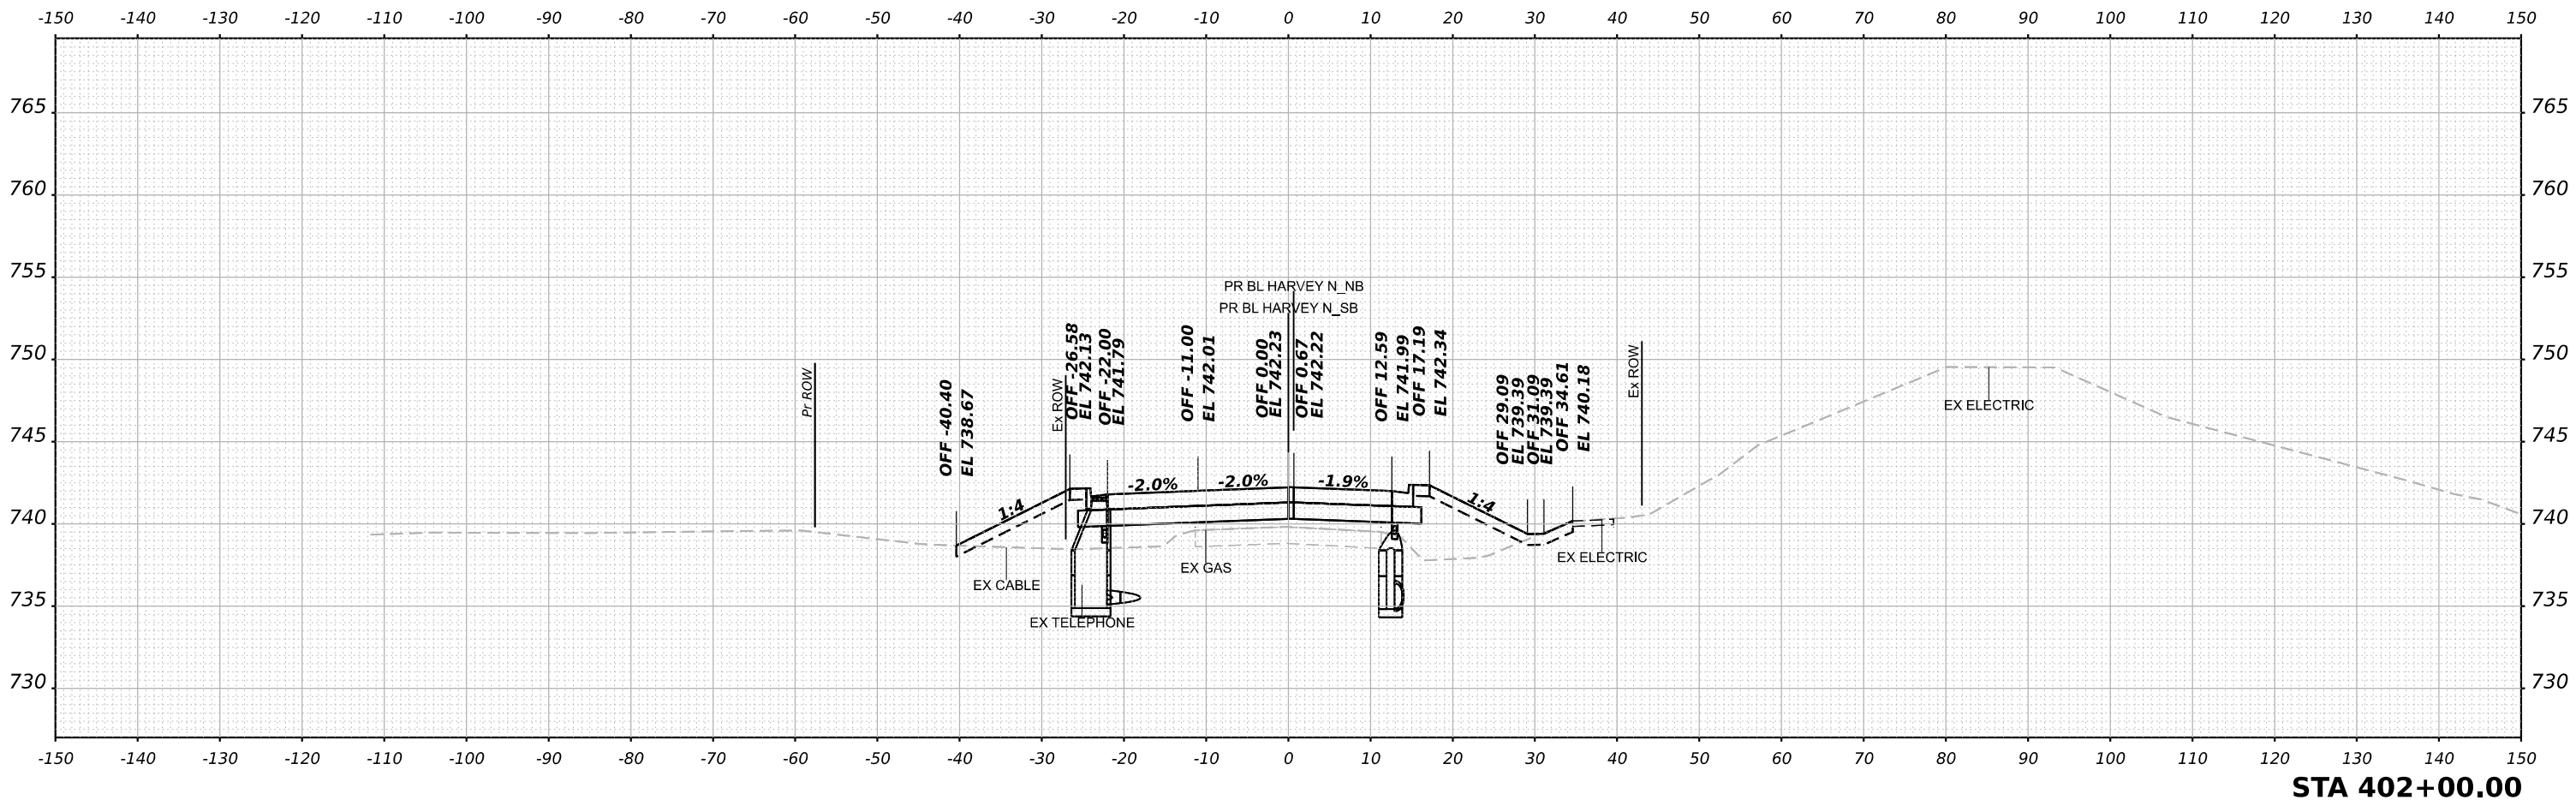 -150 -140 -130 -120 -110 -100 -90 -80 -70 -60 -50 -40 -30 -20 -10 0 10 20 30 40 50 60 70 80 90 100 110 120 130 140 150
765 765
760 760
755 755
PR BL HARVEY N_NB
PR BL HARVEY N_SB
750 750
Pr ROW
OFF -40.40
EL 738.67
Ex ROW
OFF -26.58
EL 742.13
OFF -22.00
EL 741.79
OFF -11.00
EL 742.01
OFF 0.00
EL 742.23
OFF 0.67
EL 742.22
OFF 12.59
EL 741.99
OFF 17.19
EL 742.34
OFF 29.09
EL 739.39
OFF 31.09
EL 739.39
OFF 34.61
EL 740.18
Ex ROW
EX ELECTRIC
745 745
1:4
-2.0%
-2.0%
-1.9%
1:4
740 740
EX CABLE
EX GAS
EX ELECTRIC
735 735
EX TELEPHONE
730 730
-150 -140 -130 -120 -110 -100 -90 -80 -70 -60 -50 -40 -30 -20 -10 0 10 20 30 40 50 60 70 80 90 100 110 120 130 140 150
STA 402+00.00